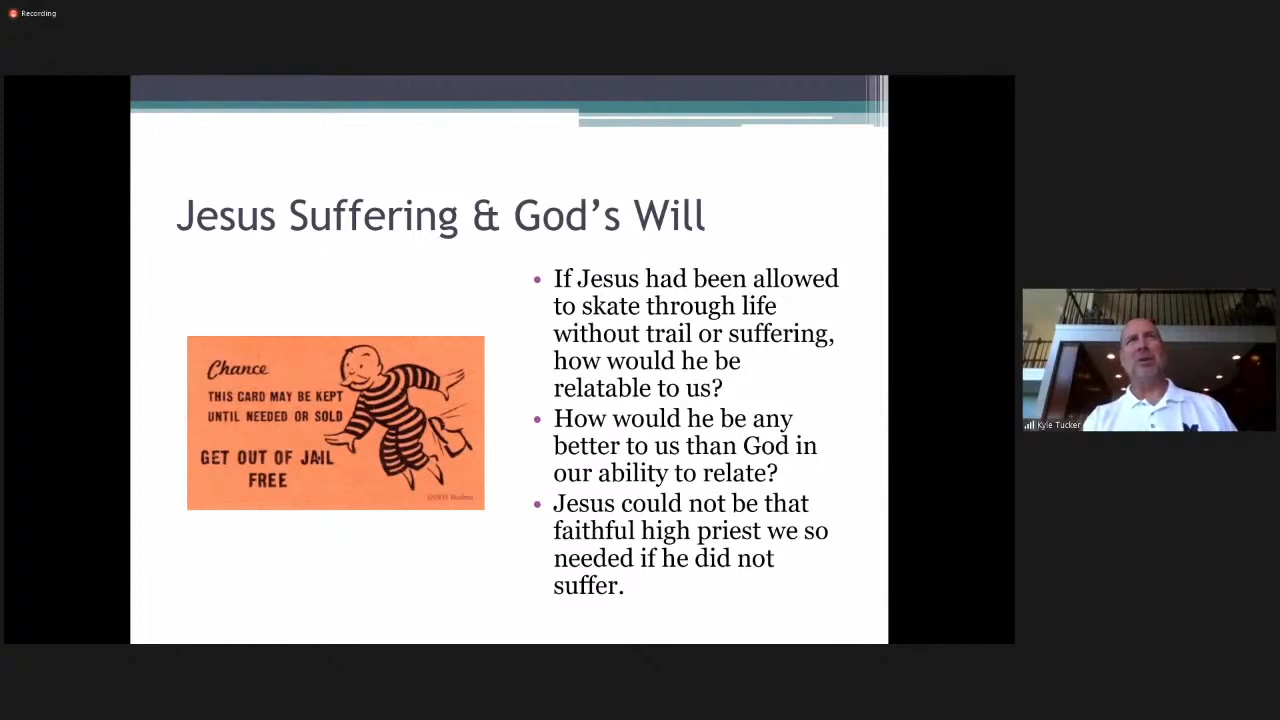 Recording
Jesus Suffering & God's Will
Chance
THIS CARD MAY BE KEPT
UNTIL NEEDED OR SOLD
GET OUT OF JAIL
FREE
• If Jesus had been allowed
to skate through life
without trail or suffering,
how would he be
relatable to us?
• How would he be any
better to us than God in
our ability to relate?
• Jesus could not be that
faithful high priest we so
needed if he did not
suffer.
Kyle Tucker